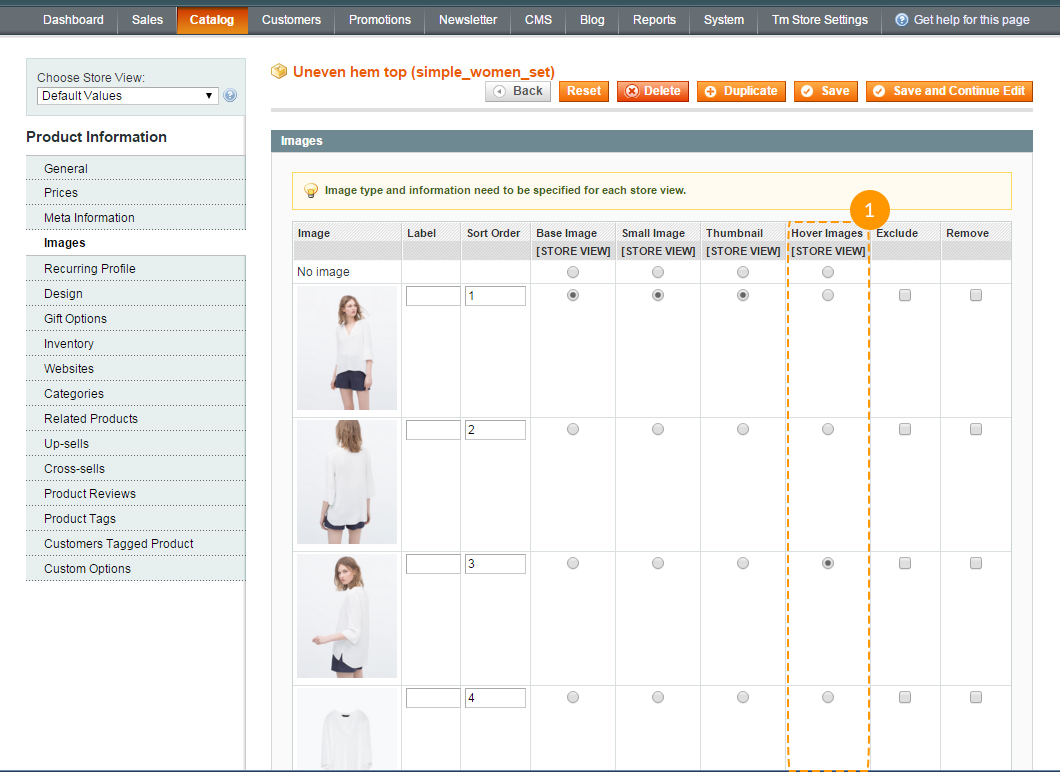 Dashboard Sales Catalog Customers Promotions Newsletter CMS Blog Reports System Tm Store Settings Get help for this page
Choose Store View:
Default Values
Product Information
General
Prices
Meta Information
Images
Recurring Profile
Design
Gift Options
Inventory
Websites
Categories
Related Products
Up-sells
Cross-sells
Product Reviews
Product Tags
Customers Tagged Product
Custom Options
Uneven hem top (simple_women_set)
Back Reset Delete Duplicate Save Save and Continue Edit
Images
Image type and information need to be specified for each store view.
1
Image Label Sort Order Base Image Small Image Thumbnail Hover Images Exclude Remove
[STORE VIEW] [STORE VIEW] [STORE VIEW] [STORE VIEW]
No image
1
2
3
4